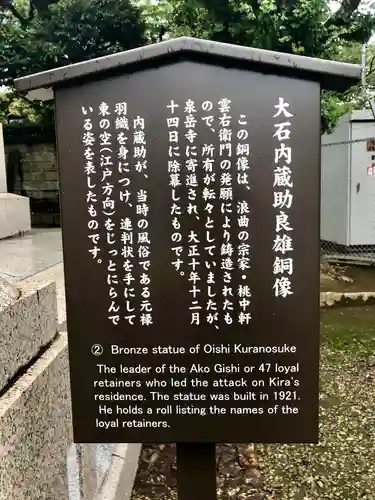 大石内蔵助良雄銅像
この銅像は、浪曲の宗家・桃中軒
雲右衛門の発願により鋳造されたも
ので、所有が転々としていましたが、
泉岳寺に寄進され、大正十年十二月
十四日に除幕したものです。
内蔵助が、当時の風俗である元禄
羽織を身につけ、連判状を手にして
東の空(江戸方向)をじっとにらんで
いる姿を表したものです。
② Bronze statue of Oishi Kuranosuke
The leader of the Ako Gishi or 47 loyal
retainers who led the attack on Kira's
residence. The statue was built in 1921.
He holds a roll listing the names of the
loyal retainers.